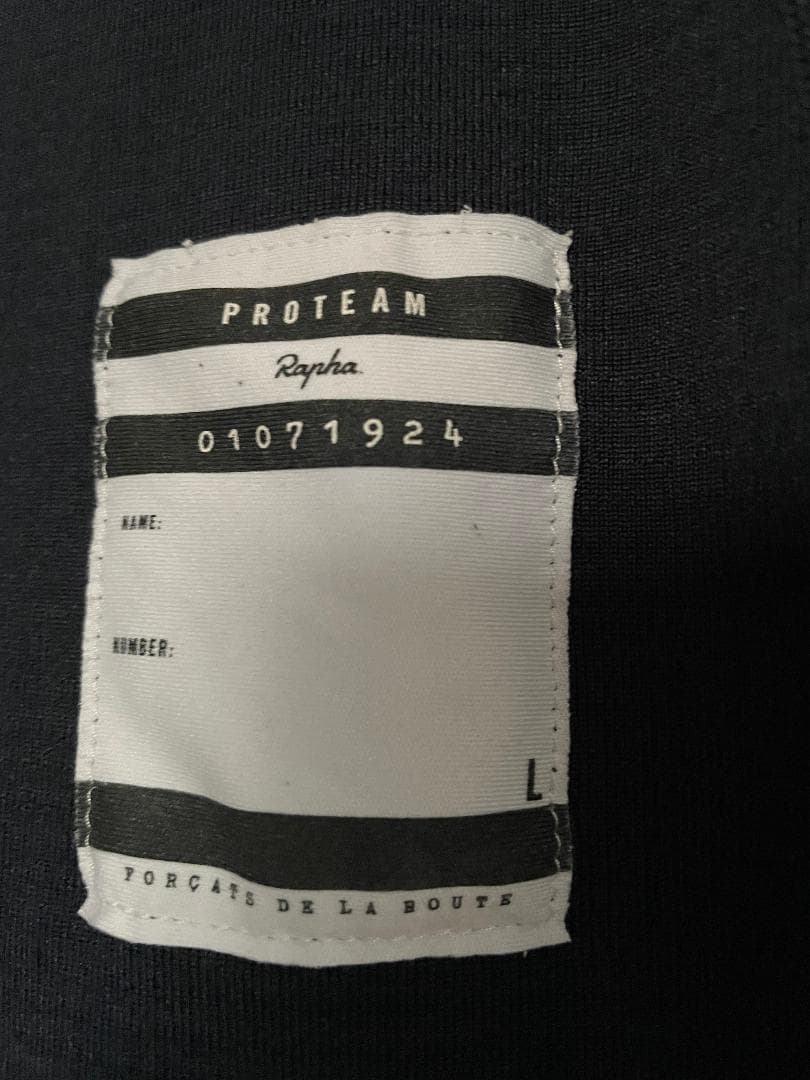 PROTEAM
Rapha
01071924
NAME:
NUMBER:
L
FORÇATS DE LA ROUTE